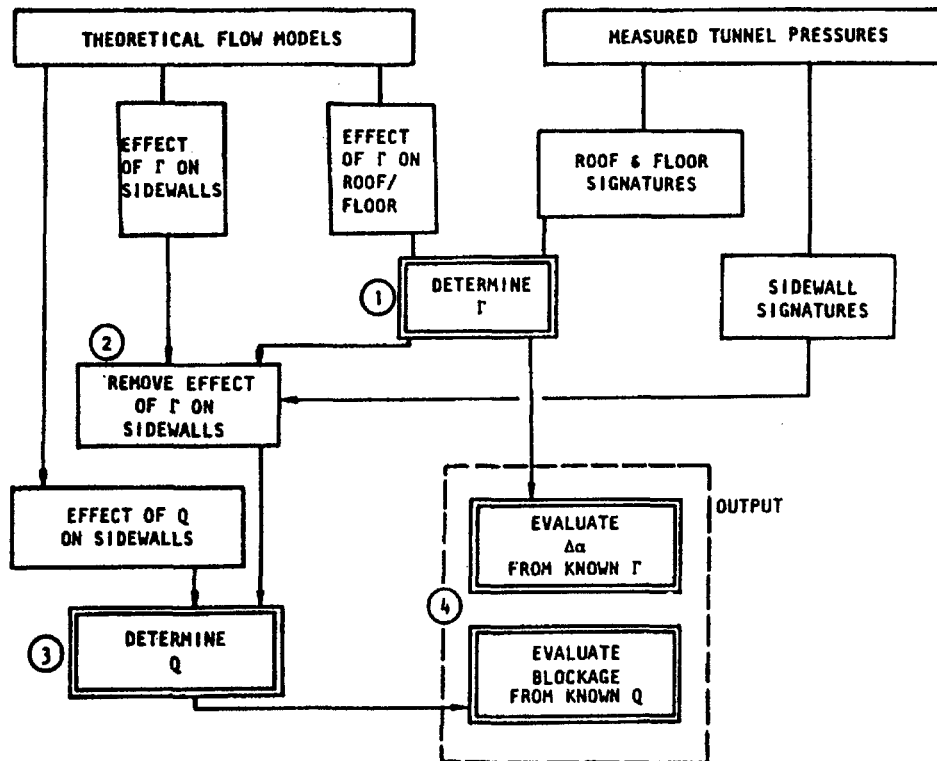 THEORETICAL FLOW MODELS
MEASURED TUNNEL PRESSURES
EFFECT
OF Γ ON
SIDEWALLS
EFFECT
OF Γ ON
ROOF/
FLOOR
ROOF & FLOOR
SIGNATURES
1
DETERMINE
Γ
SIDEWALL
SIGNATURES
2
REMOVE EFFECT
OF Γ ON
SIDEWALLS
EFFECT OF Q
ON SIDEWALLS
OUTPUT
EVALUATE
Δα
FROM KNOWN Γ
4
3
DETERMINE
Q
EVALUATE
BLOCKAGE
FROM KNOWN Q